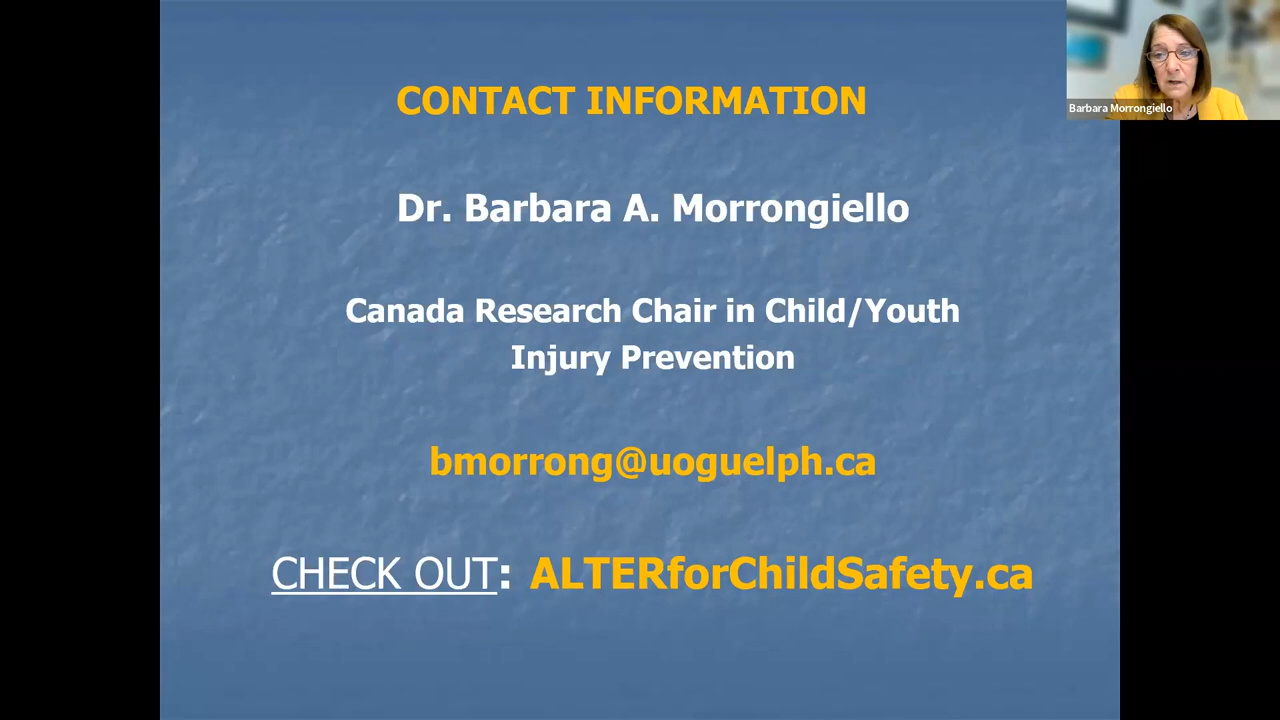 CONTACT INFORMATION
Barbara Morrongiello
Dr. Barbara A. Morrongiello
Canada Research Chair in Child/Youth
Injury Prevention
bmorrong@uoguelph.ca
CHECK OUT: ALTERforChildSafety.ca